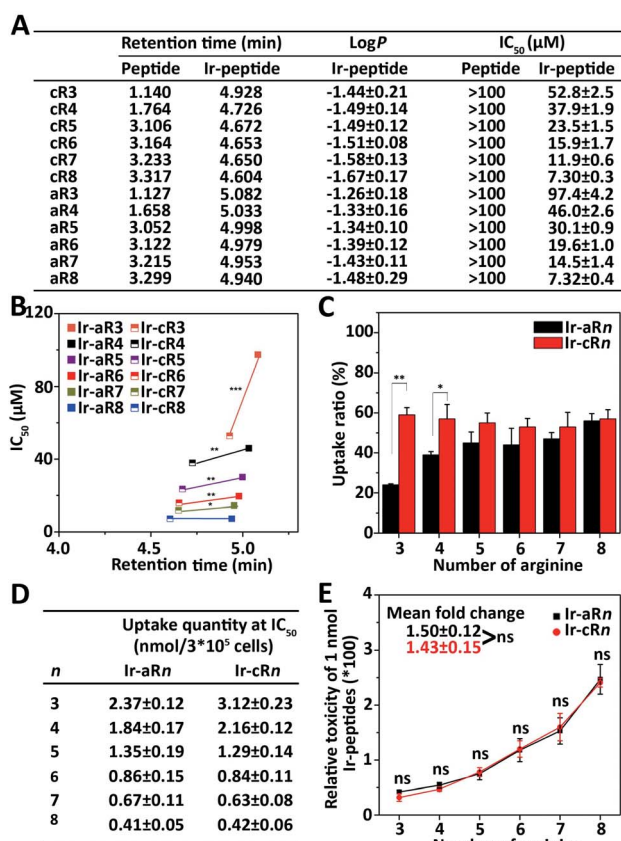 A
Retention time (min) LogP IC50 (µM)
Peptide Ir-peptide Ir-peptide Peptide Ir-peptide
cR3 1.140 4.928 -1.44±0.21 >100 52.8±2.5
cR4 1.764 4.726 -1.49±0.14 >100 37.9±1.9
cR5 3.106 4.672 -1.49±0.12 >100 23.5±1.5
cR6 3.164 4.653 -1.51±0.08 >100 15.9±1.7
cR7 3.233 4.650 -1.58±0.13 >100 11.9±0.6
cR8 3.317 4.604 -1.67±0.17 >100 7.30±0.3
aR3 1.127 5.082 -1.26±0.18 >100 97.4±4.2
aR4 1.658 5.033 -1.33±0.16 >100 46.0±2.6
aR5 3.052 4.998 -1.34±0.10 >100 30.1±0.9
aR6 3.122 4.979 -1.39±0.12 >100 19.6±1.0
aR7 3.215 4.953 -1.43±0.11 >100 14.5±1.4
aR8 3.299 4.940 -1.48±0.29 >100 7.32±0.4
B
120
80
40
0
IC50 (µM)
Ir-aR3 Ir-cR3
Ir-aR4 Ir-cR4
Ir-aR5 Ir-cR5
Ir-aR6 Ir-cR6
Ir-aR7 Ir-cR7
Ir-aR8 Ir-cR8
***
**
**
**
*
4.0 4.5 5.0
Retention time (min)
C
Ir-aRn
Ir-cRn
100
80
60
40
20
0
Uptake ratio (%)
** *
3 4 5 6 7 8
Number of arginine
D
Uptake quantity at IC50
(nmol/3*10^5 cells)
n Ir-aRn Ir-cRn
3 2.37±0.12 3.12±0.23
4 1.84±0.17 2.16±0.12
5 1.35±0.19 1.29±0.14
6 0.86±0.15 0.84±0.11
7 0.67±0.11 0.63±0.08
8 0.41±0.05 0.42±0.06
E
4
3
2
1
0
Relative toxicity of 1 nmol
Ir-peptides (*100)
Mean fold change
1.50±0.12
1.43±0.15
>ns
Ir-aRn
Ir-cRn
ns ns ns ns ns ns
3 4 5 6 7 8